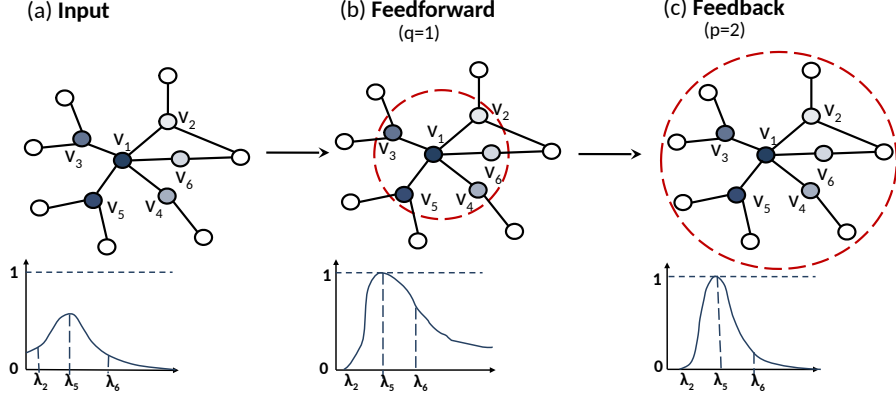 (a) Input
(b) Feedforward
(q=1)
(c) Feedback
(p=2)
v₁
v₂
v₃
v₆
v₅
v₄
v₁
v₂
v₃
v₆
v₅
v₄
v₁
v₂
v₃
v₆
v₅
v₄
1
0
λ₂
λ₅
λ₆
1
0
λ₂
λ₅
λ₆
1
0
λ₂
λ₅
λ₆